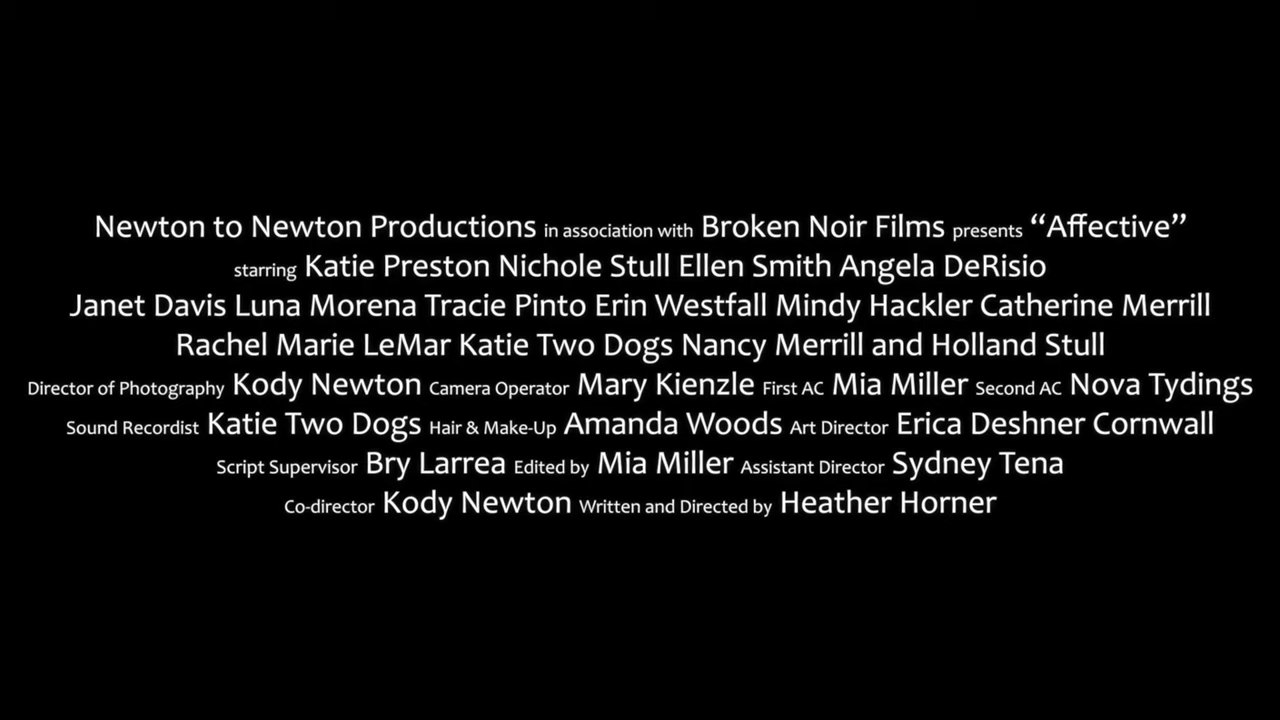 Newton to Newton Productions in association with Broken Noir Films presents “Affective”
starring Katie Preston Nichole Stull Ellen Smith Angela DeRisio
Janet Davis Luna Morena Tracie Pinto Erin Westfall Mindy Hackler Catherine Merrill
Rachel Marie LeMar Katie Two Dogs Nancy Merrill and Holland Stull
Director of Photography Kody Newton Camera Operator Mary Kienzle First AC Mia Miller Second AC Nova Tydings
Sound Recordist Katie Two Dogs Hair & Make-Up Amanda Woods Art Director Erica Deshner Cornwall
Script Supervisor Bry Larrea Edited by Mia Miller Assistant Director Sydney Tena
Co-director Kody Newton Written and Directed by Heather Horner